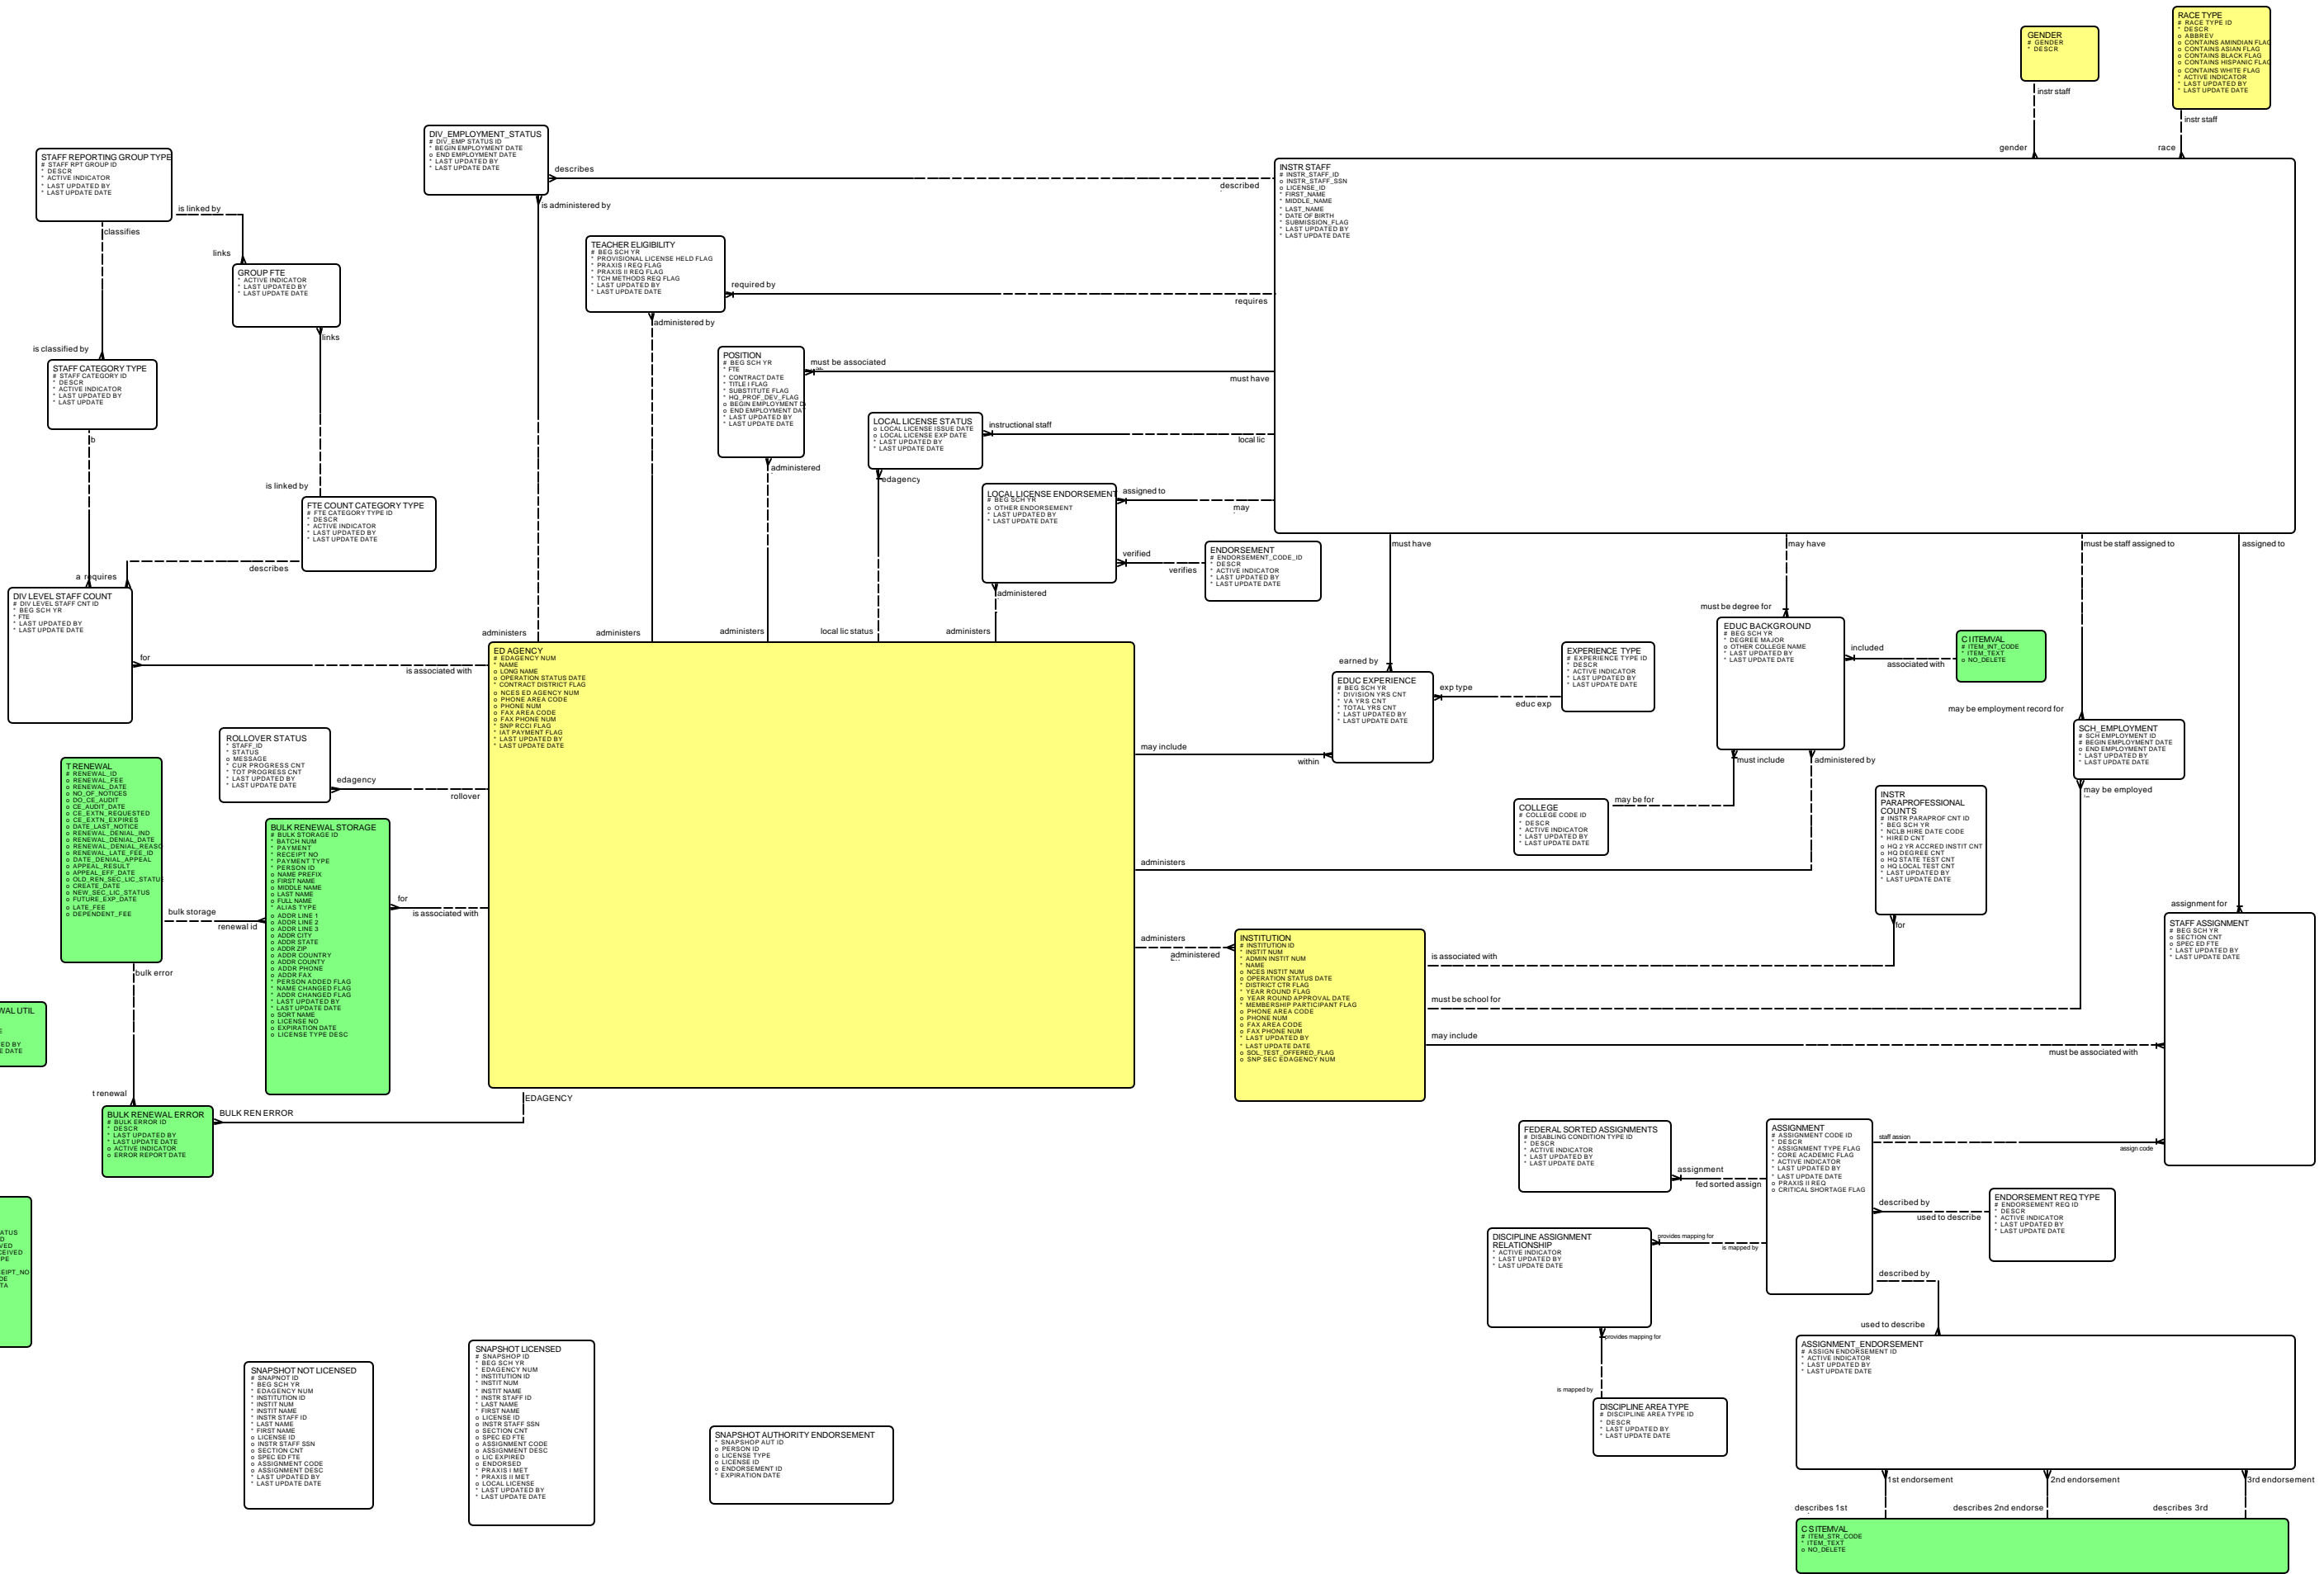 GENDER
# GENDER
* DESCR
instr staff
gender
RACE TYPE
# RACE TYPE ID
* DESCR
o ABBREV
o CONTAINS AMINDIAN FLAG
o CONTAINS ASIAN FLAG
o CONTAINS BLACK FLAG
o CONTAINS HISPANIC FLAG
o CONTAINS WHITE FLAG
* ACTIVE INDICATOR
* LAST UPDATED BY
* LAST UPDATE DATE
instr staff
race
STAFF REPORTING GROUP TYPE
# STAFF RPT GROUP ID
* DESCR
* ACTIVE INDICATOR
* LAST UPDATED BY
* LAST UPDATE DATE
is linked by
classifies
links
DIV_EMPLOYMENT_STATUS
# DIV_EMP STATUS ID
* BEGIN EMPLOYMENT DATE
o END EMPLOYMENT DATE
* LAST UPDATED BY
* LAST UPDATE DATE
describes
described
is administered by
INSTR STAFF
# INSTR_STAFF_ID
o INSTR_STAFF_SSN
o LICENSE_ID
* FIRST_NAME
* MIDDLE_NAME
* LAST_NAME
* DATE OF BIRTH
* SUBMISSION_FLAG
* LAST UPDATED BY
* LAST UPDATE DATE
GROUP FTE
* ACTIVE INDICATOR
* LAST UPDATED BY
* LAST UPDATE DATE
links
TEACHER ELIGIBILITY
# BEG SCH YR
* PROVISIONAL LICENSE HELD FLAG
* PRAXIS I REQ FLAG
* PRAXIS II REQ FLAG
* TCH METHODS REQ FLAG
* LAST UPDATED BY
* LAST UPDATE DATE
required by
requires
administered by
is classified by
STAFF CATEGORY TYPE
# STAFF CATEGORY ID
* DESCR
* ACTIVE INDICATOR
* LAST UPDATED BY
* LAST UPDATE
b
POSITION
# BEG SCH YR
* FTE
* CONTRACT DATE
* TITLE I FLAG
* SUBSTITUTE FLAG
* HQ_PROF_DEV_FLAG
o BEGIN EMPLOYMENT D
o END EMPLOYMENT DAT
* LAST UPDATED BY
* LAST UPDATE DATE
must be associated
must have
administered
LOCAL LICENSE STATUS
o LOCAL LICENSE ISSUE DATE
o LOCAL LICENSE EXP DATE
* LAST UPDATED BY
* LAST UPDATE DATE
instructional staff
local lic
edagency
LOCAL LICENSE ENDORSEMENT
# BEG SCH YR
o OTHER ENDORSEMENT
* LAST UPDATED BY
* LAST UPDATE DATE
assigned to
may
verified
verifies
administered
ENDORSEMENT
# ENDORSEMENT_CODE_ID
* DESCR
* ACTIVE INDICATOR
* LAST UPDATED BY
* LAST UPDATE DATE
is linked by
FTE COUNT CATEGORY TYPE
# FTE CATEGORY TYPE ID
* DESCR
* ACTIVE INDICATOR
* LAST UPDATED BY
* LAST UPDATE DATE
describes
a requires
DIV LEVEL STAFF COUNT
# DIV LEVEL STAFF CNT ID
* BEG SCH YR
* FTE
* LAST UPDATED BY
* LAST UPDATE DATE
for
is associated with
administers
administers
administers
local lic status
administers
ED AGENCY
# EDAGENCY NUM
* NAME
o LONG NAME
o OPERATION STATUS DATE
* CONTRACT DISTRICT FLAG
o NCES ED AGENCY NUM
o PHONE AREA CODE
o PHONE NUM
o FAX AREA CODE
o FAX PHONE NUM
* SNP RCCI FLAG
* IAT PAYMENT FLAG
* LAST UPDATED BY
* LAST UPDATE DATE
must have
may have
must be staff assigned to
assigned to
earned by
EDUC EXPERIENCE
# BEG SCH YR
* DIVISION YRS CNT
* VA YRS CNT
* TOTAL YRS CNT
* LAST UPDATED BY
* LAST UPDATE DATE
exp type
educ exp
EXPERIENCE TYPE
# EXPERIENCE TYPE ID
* DESCR
* ACTIVE INDICATOR
* LAST UPDATED BY
* LAST UPDATE DATE
must be degree for
EDUC BACKGROUND
# BEG SCH YR
* DEGREE MAJOR
o OTHER COLLEGE NAME
* LAST UPDATED BY
* LAST UPDATE DATE
included
associated with
C I ITEMVAL
# ITEM_INT_CODE
* ITEM_TEXT
o NO_DELETE
may be employment record for
SCH_EMPLOYMENT
# SCH EMPLOYMENT ID
# BEGIN EMPLOYMENT DATE
o END EMPLOYMENT DATE
* LAST UPDATED BY
* LAST UPDATE DATE
may be employed
may include
within
must include
administered by
may be for
COLLEGE
# COLLEGE CODE ID
* DESCR
* ACTIVE INDICATOR
* LAST UPDATED BY
* LAST UPDATE DATE
administers
INSTR
PARAPROFESSIONAL
COUNTS
# INSTR PARAPROF CNT ID
* BEG SCH YR
* NCLB HIRE DATE CODE
* HIRED CNT
o HQ 2 YR ACCRED INSTIT CNT
o HQ DEGREE CNT
o HQ STATE TEST CNT
o HQ LOCAL TEST CNT
* LAST UPDATED BY
* LAST UPDATE DATE
for
ROLLOVER STATUS
* STAFF_ID
* STATUS
o MESSAGE
* CUR PROGRESS CNT
* TOT PROGRESS CNT
* LAST UPDATED BY
* LAST UPDATE DATE
edagency
rollover
T RENEWAL
# RENEWAL_ID
o RENEWAL_FEE
o RENEWAL_DATE
o NO_OF_NOTICES
o DO_CE_AUDIT
o CE_AUDIT_DATE
o CE_EXTN_REQUESTED
o CE_EXTN_EXPIRES
o DATE_LAST_NOTICE
o RENEWAL_DENIAL_IND
o RENEWAL_DENIAL_DATE
o RENEWAL_DENIAL_REASO
o RENEWAL_LATE_FEE_ID
o DATE_DENIAL_APPEAL
o APPEAL_RESULT
o APPEAL_EFF_DATE
o OLD_REN_SEC_LIC_STATUS
o CREATE_DATE
o NEW_SEC_LIC_STATUS
o FUTURE_EXP_DATE
o LATE_FEE
o DEPENDENT_FEE
bulk storage
renewal id
bulk error
BULK RENEWAL STORAGE
# BULK STORAGE ID
* BATCH NUM
* PAYMENT
* RECEIPT NO
* PAYMENT TYPE
* PERSON ID
o NAME PREFIX
o FIRST NAME
o MIDDLE NAME
o LAST NAME
o FULL NAME
* ALIAS TYPE
o ADDR LINE 1
o ADDR LINE 2
o ADDR LINE 3
o ADDR CITY
o ADDR STATE
o ADDR ZIP
o ADDR COUNTRY
o ADDR COUNTY
o ADDR PHONE
o ADDR FAX
* PERSON ADDED FLAG
* NAME CHANGED FLAG
* ADDR CHANGED FLAG
* LAST UPDATED BY
* LAST UPDATE DATE
o SORT NAME
o LICENSE NO
o EXPIRATION DATE
o LICENSE TYPE DESC
for
is associated with
administers
administered
INSTITUTION
# INSTITUTION ID
* INSTIT NUM
* ADMIN INSTIT NUM
* NAME
o NCES INSTIT NUM
o OPERATION STATUS DATE
* DISTRICT CTR FLAG
* YEAR ROUND FLAG
o YEAR ROUND APPROVAL DATE
* MEMBERSHIP PARTICIPANT FLAG
o PHONE AREA CODE
o PHONE NUM
o FAX AREA CODE
o FAX PHONE NUM
* LAST UPDATED BY
* LAST UPDATE DATE
o SOL_TEST_OFFERED_FLAG
o SNP SEC EDAGENCY NUM
is associated with
must be school for
may include
must be associated with
assignment for
STAFF ASSIGNMENT
# BEG SCH YR
o SECTION CNT
o SPEC ED FTE
* LAST UPDATED BY
* LAST UPDATE DATE
WAL UTIL
E
ED BY
E DATE
t renewal
BULK RENEWAL ERROR
# BULK ERROR ID
* DESCR
* LAST UPDATED BY
* LAST UPDATE DATE
o ACTIVE INDICATOR
o ERROR REPORT DATE
BULK REN ERROR
EDAGENCY
FEDERAL SORTED ASSIGNMENTS
# DISABLING CONDITION TYPE ID
* DESCR
* ACTIVE INDICATOR
* LAST UPDATED BY
* LAST UPDATE DATE
assignment
fed sorted assign
ASSIGNMENT
# ASSIGNMENT CODE ID
* DESCR
* ASSIGNMENT TYPE FLAG
* CORE ACADEMIC FLAG
* ACTIVE INDICATOR
* LAST UPDATED BY
* LAST UPDATE DATE
o PRAXIS II REQ
o CRITICAL SHORTAGE FLAG
staff assign
assign code
described by
used to describe
ENDORSEMENT REQ TYPE
# ENDORSEMENT REQ ID
* DESCR
* ACTIVE INDICATOR
* LAST UPDATED BY
* LAST UPDATE DATE
DISCIPLINE ASSIGNMENT
RELATIONSHIP
* ACTIVE INDICATOR
* LAST UPDATED BY
* LAST UPDATE DATE
provides mapping for
is mapped by
described by
used to describe
provides mapping for
is mapped by
DISCIPLINE AREA TYPE
# DISCIPLINE AREA TYPE ID
* DESCR
* LAST UPDATED BY
* LAST UPDATE DATE
ASSIGNMENT_ENDORSEMENT
# ASSIGN ENDORSEMENT ID
* ACTIVE INDICATOR
* LAST UPDATED BY
* LAST UPDATE DATE
1st endorsement
2nd endorsement
3rd endorsement
describes 1st
describes 2nd endorse
describes 3rd
C S ITEMVAL
# ITEM_STR_CODE
* ITEM_TEXT
o NO_DELETE
ATUS
D
VED
CEIVED
PE
EIPT_NO
DE
TA
SNAPSHOT NOT LICENSED
# SNAPNOT ID
* BEG SCH YR
* EDAGENCY NUM
* INSTITUTION ID
* INSTIT NUM
* INSTIT NAME
* INSTR STAFF ID
* LAST NAME
* FIRST NAME
o LICENSE ID
o INSTR STAFF SSN
o SECTION CNT
o SPEC ED FTE
o ASSIGNMENT CODE
o ASSIGNMENT DESC
* LAST UPDATED BY
* LAST UPDATE DATE
SNAPSHOT LICENSED
# SNAPSHOP ID
* BEG SCH YR
* EDAGENCY NUM
* INSTITUTION ID
* INSTIT NUM
* INSTIT NAME
* INSTR STAFF ID
* LAST NAME
* FIRST NAME
o LICENSE ID
o INSTR STAFF SSN
o SECTION CNT
o SPEC ED FTE
o ASSIGNMENT CODE
o ASSIGNMENT DESC
o LIC EXPIRED
o ENDORSED
* PRAXIS I MET
* PRAXIS II MET
o LOCAL LICENSE
* LAST UPDATED BY
* LAST UPDATE DATE
SNAPSHOT AUTHORITY ENDORSEMENT
* SNAPSHOP AUT ID
o PERSON ID
o LICENSE TYPE
o LICENSE ID
o ENDORSEMENT ID
* EXPIRATION DATE